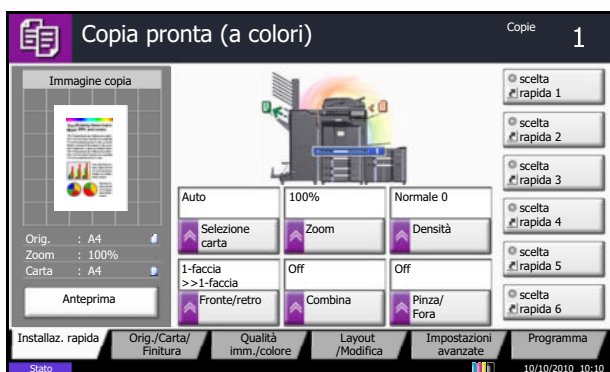 Copia pronta (a colori)
Copie 1
Immagine copia
Orig. : A4
Zoom : 100%
Carta : A4
Anteprima
Auto
Selezione
carta
100%
Zoom
Normale 0
Densità
1-faccia
>>1-faccia
Fronte/retro
Off
Combina
Off
Pinza/
Fora
scelta
rapida 1
scelta
rapida 2
scelta
rapida 3
scelta
rapida 4
scelta
rapida 5
scelta
rapida 6
Installaz. rapida
Orig./Carta/
Finitura
Qualità
imm./colore
Layout
/Modifica
Impostazioni
avanzate
Programma
Stato
10/10/2010 10:10